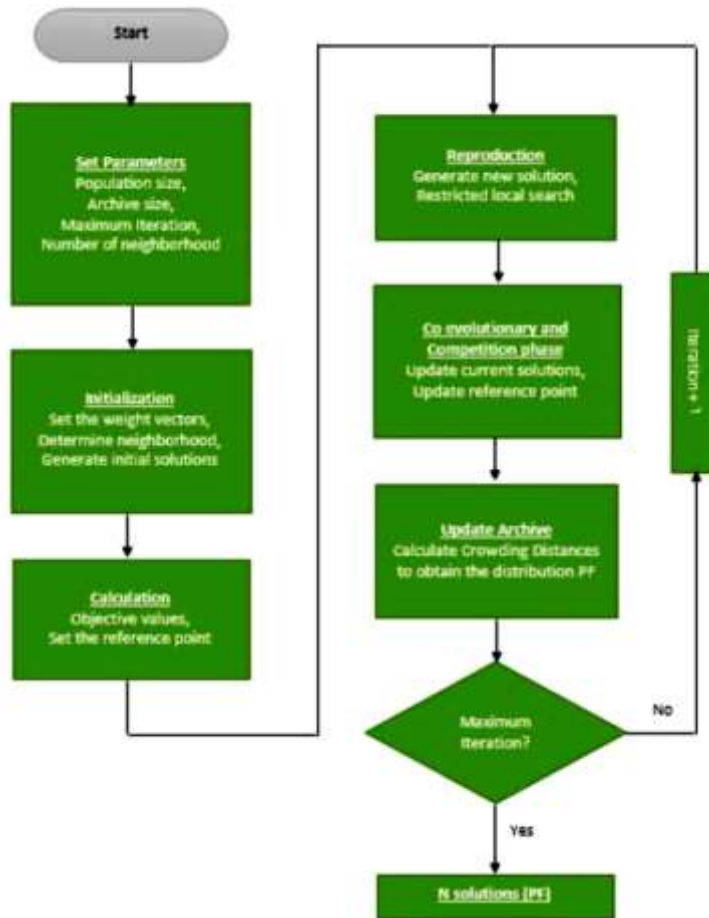 Start
Set Parameters
Population size,
Archive size,
Maximum Iteration,
Number of neighborhood
Initialization
Set the weight vectors,
Determine neighborhood,
Generate initial solutions
Calculation
Objective values,
Set the reference point
Reproduction
Generate new solution,
Restricted local search
Co evolutionary and
Competition phase
Update current solutions,
Update reference point
Update Archive
Calculate Crowding Distances
to obtain the distribution PF
Maximum
Iteration?
No
Iteration + 1
Yes
N solutions (PF)